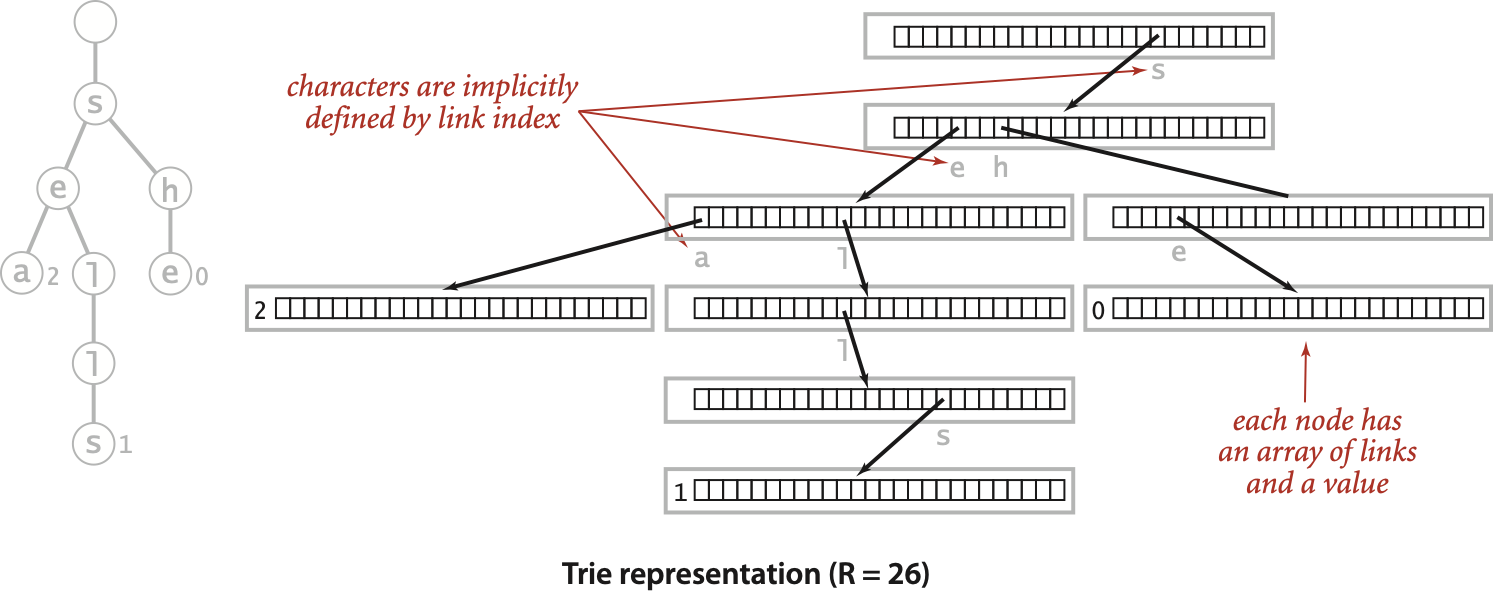 s
e
h
a 2
l
e 0
l
s 1
characters are implicitly
defined by link index
s
e h
a
l
e
2
0
l
s
1
each node has
an array of links
and a value
Trie representation (R = 26)